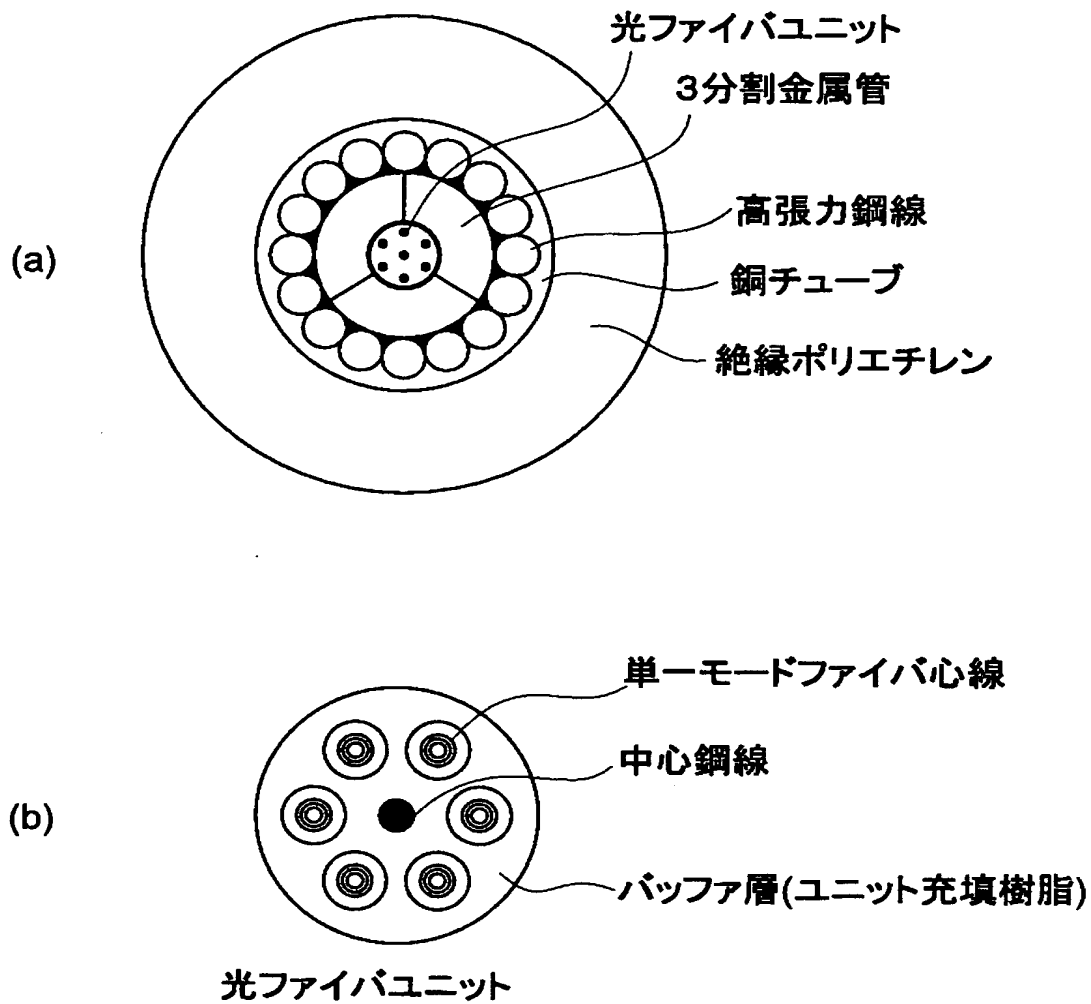 光ファイバユニット
3分割金属管
高張力鋼線
(a)
銅チューブ
絶縁ポリエチレン
単一モードファイバ心線
中心鋼線
(b)
バッファ層(ユニット充填樹脂)
光ファイバユニット